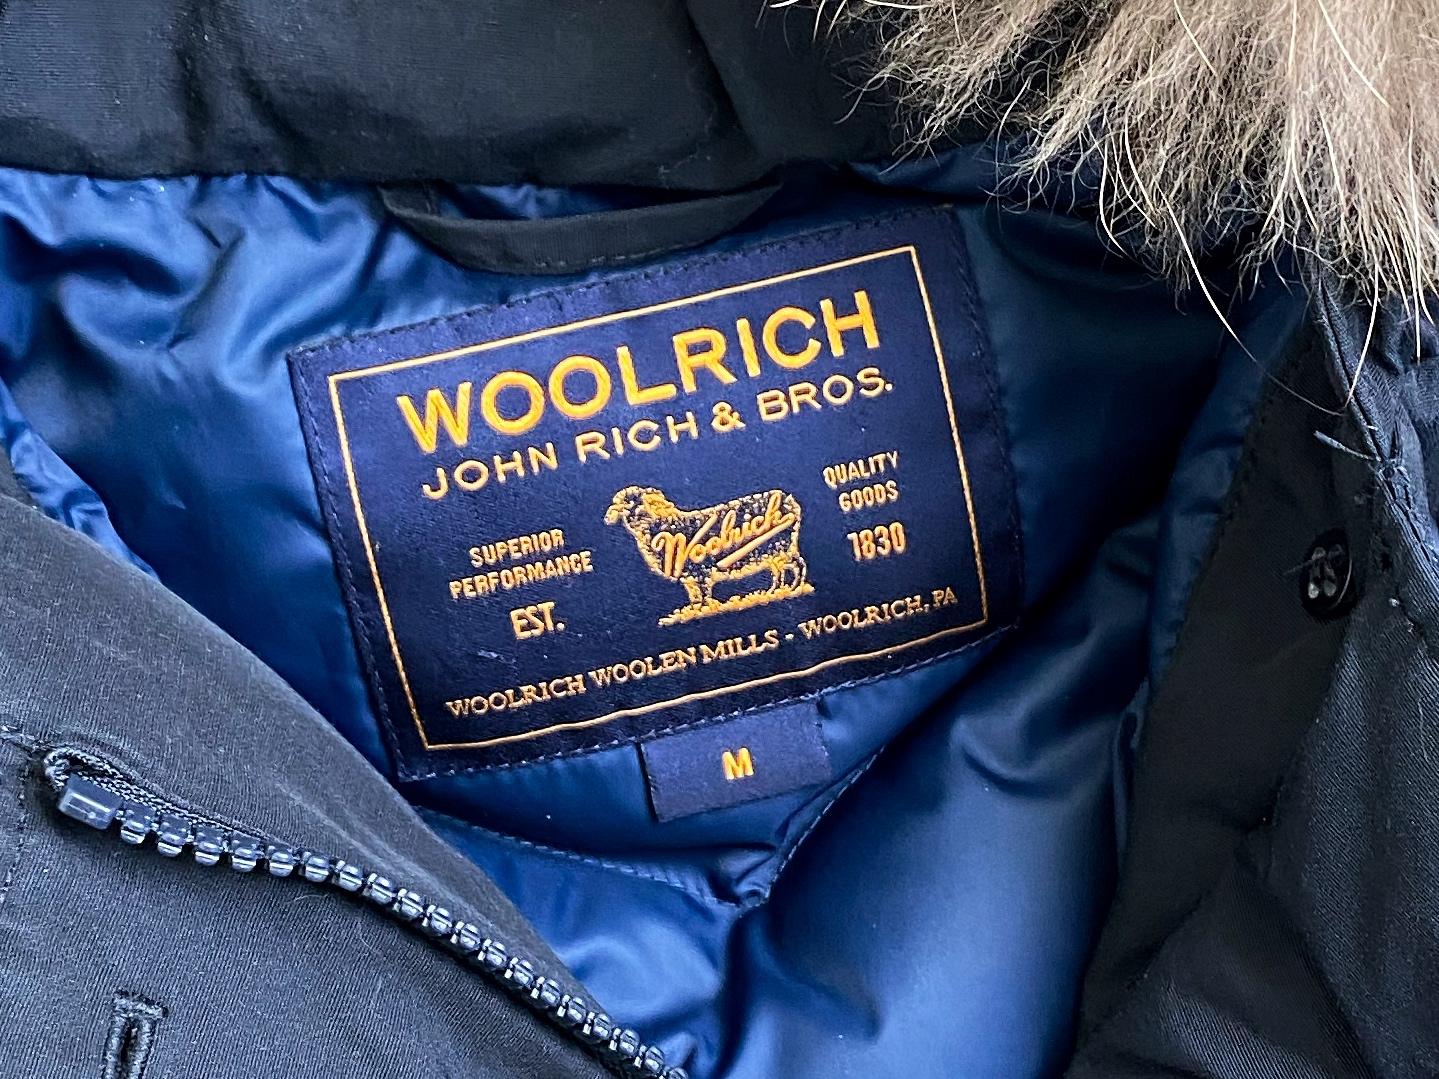 WOOLRICH
JOHN RICH & BROS.
SUPERIOR
PERFORMANCE
EST.
Woolrich
QUALITY
GOODS
1830
WOOLRICH WOOLEN MILLS - WOOLRICH, PA
M